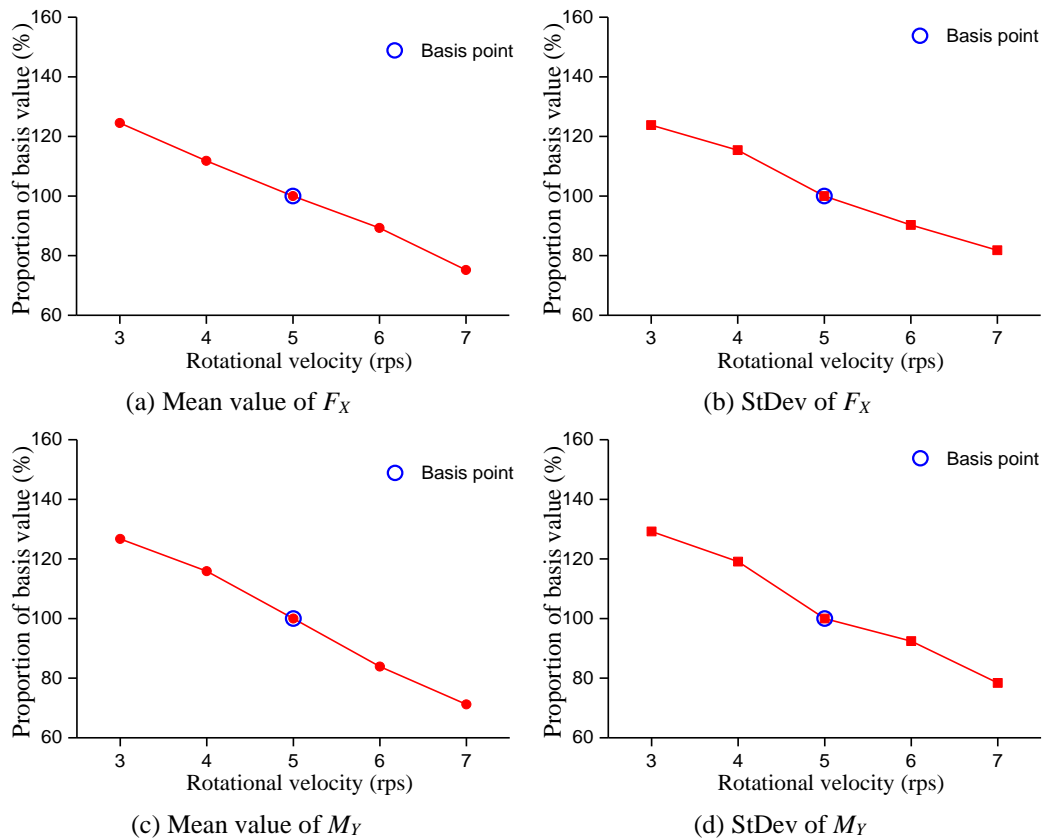 160
140
120
100
80
60
Proportion of basis value (%)
Basis point
3 4 5 6 7
Rotational velocity (rps)
(a) Mean value of FX
160
140
120
100
80
60
Proportion of basis value (%)
Basis point
3 4 5 6 7
Rotational velocity (rps)
(b) StDev of FX
160
140
120
100
80
60
Proportion of basis value (%)
Basis point
3 4 5 6 7
Rotational velocity (rps)
(c) Mean value of MY
160
140
120
100
80
60
Proportion of basis value (%)
Basis point
3 4 5 6 7
Rotational velocity (rps)
(d) StDev of MY